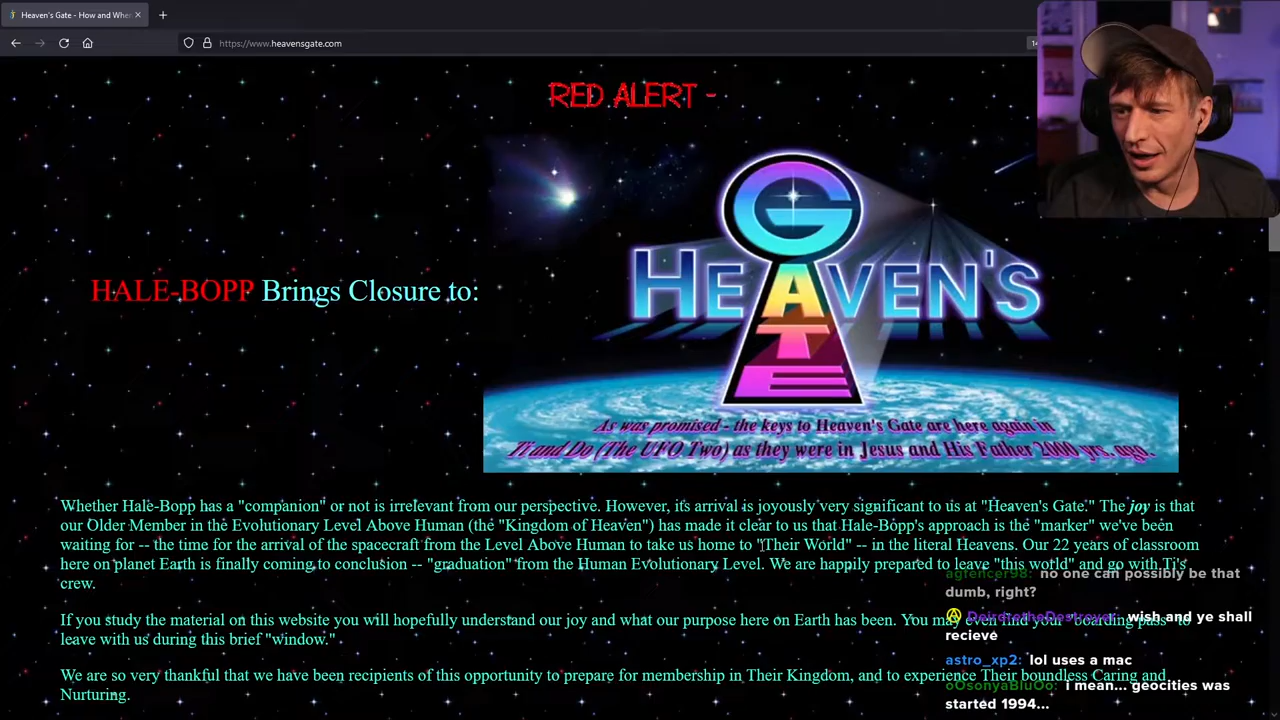 Heaven's Gate - How and Whe
https://www.heavensgate.com
RED ALERT -
HALE-BOPP Brings Closure to:
HEAVEN'S
GATE
As was promised - the keys to Heaven's Gate are here again in
Ti and Do (The UFO Two) as they were in Jesus and His Father 2000 yrs. ago.
Whether Hale-Bopp has a "companion" or not is irrelevant from our perspective. However, its arrival is joyously very significant to us at "Heaven's Gate." The joy is that
our Older Member in the Evolutionary Level Above Human (the "Kingdom of Heaven") has made it clear to us that Hale-Bopp's approach is the "marker" we've been
waiting for -- the time for the arrival of the spacecraft from the Level Above Human to take us home to "Their World" -- in the literal Heavens. Our 22 years of classroom
here on planet Earth is finally coming to conclusion -- "graduation" from the Human Evolutionary Level. We are happily prepared to leave "this world" and go with Ti's
crew.
If you study the material on this website you will hopefully understand our joy and what our purpose here on Earth has been. You may even find your "boarding pass" to
leave with us during this brief "window."
We are so very thankful that we have been recipients of this opportunity to prepare for membership in Their Kingdom, and to experience Their boundless Caring and
Nurturing.
agfencer98: no one can possibly be that
dumb, right?
DeirdretheDestroyer: wish and ye shall
recieve
astro_xp2: lol uses a mac
oOsonyaBluOo: i mean... geocities was
started 1994...